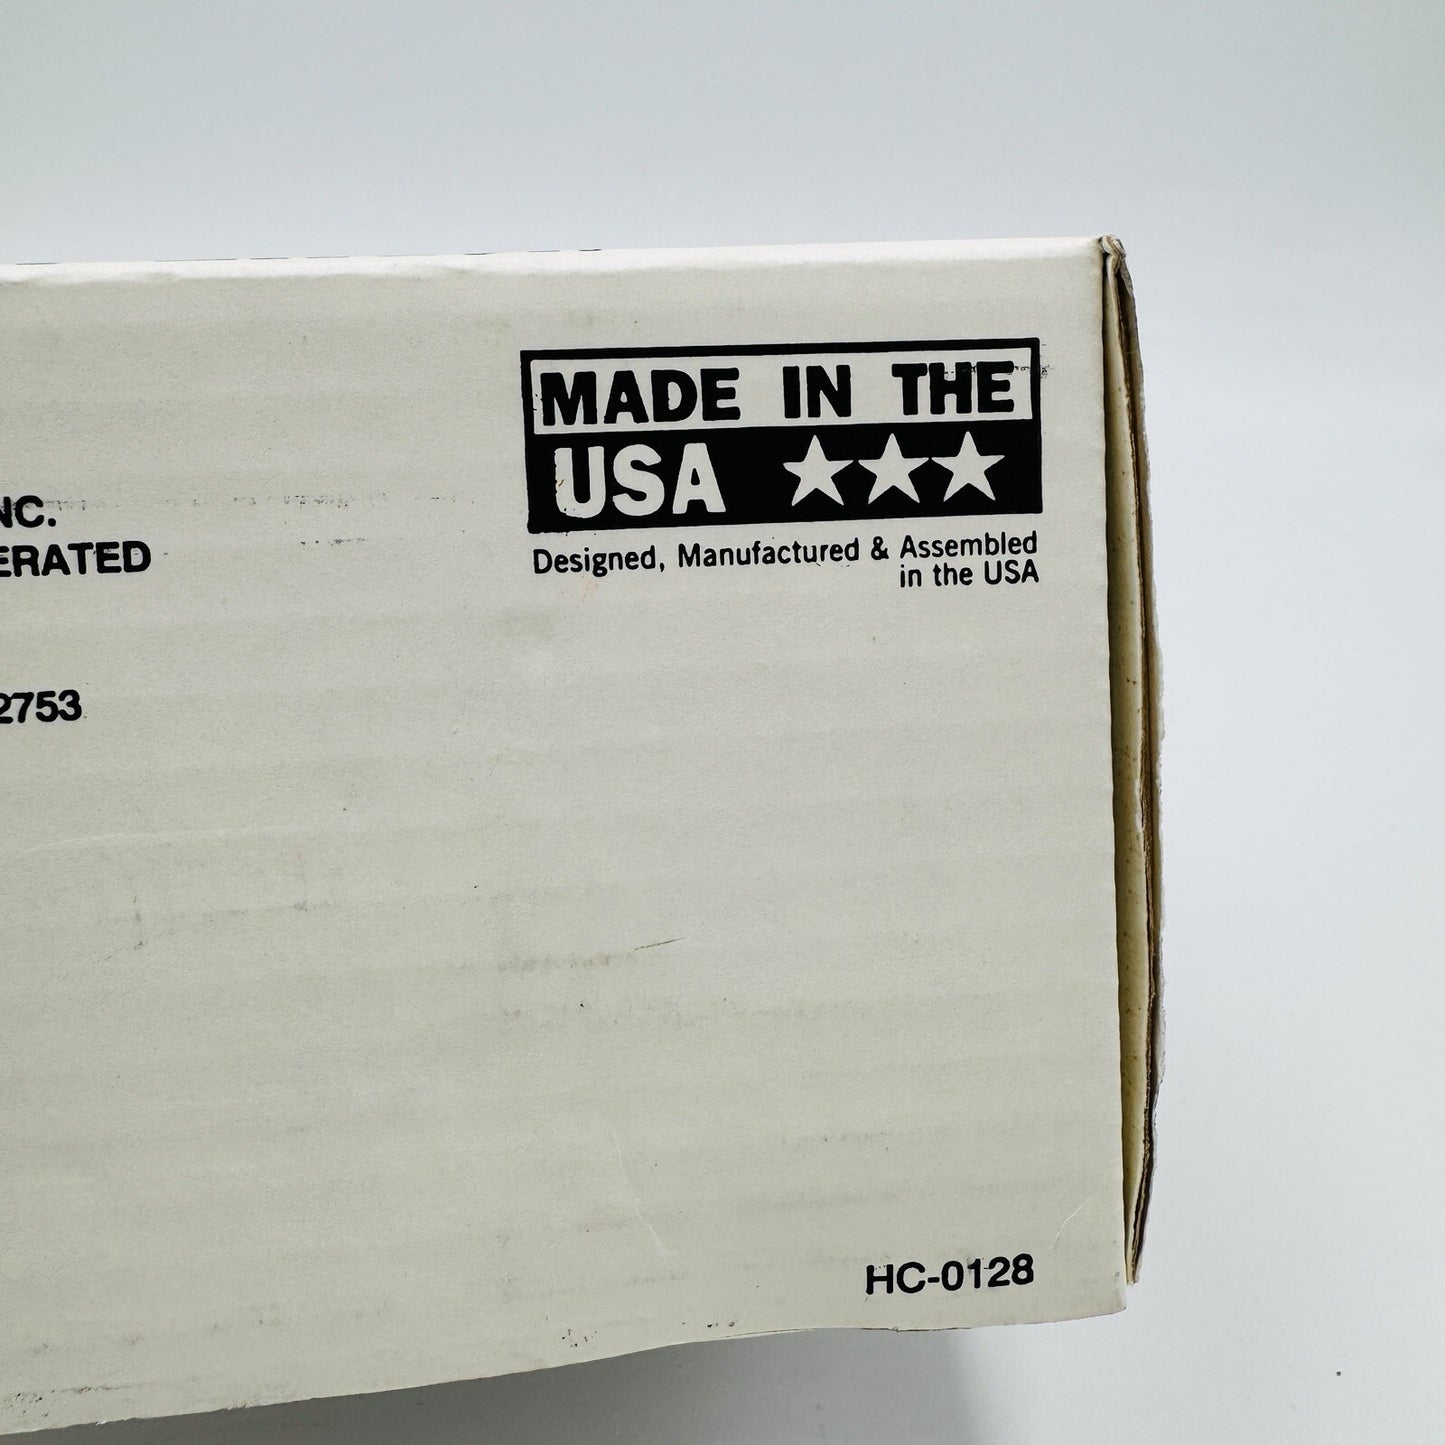 MADE IN THE
USA ★★★
Designed, Manufactured & Assembled
in the USA
NC.
ERATED
2753
HC-0128